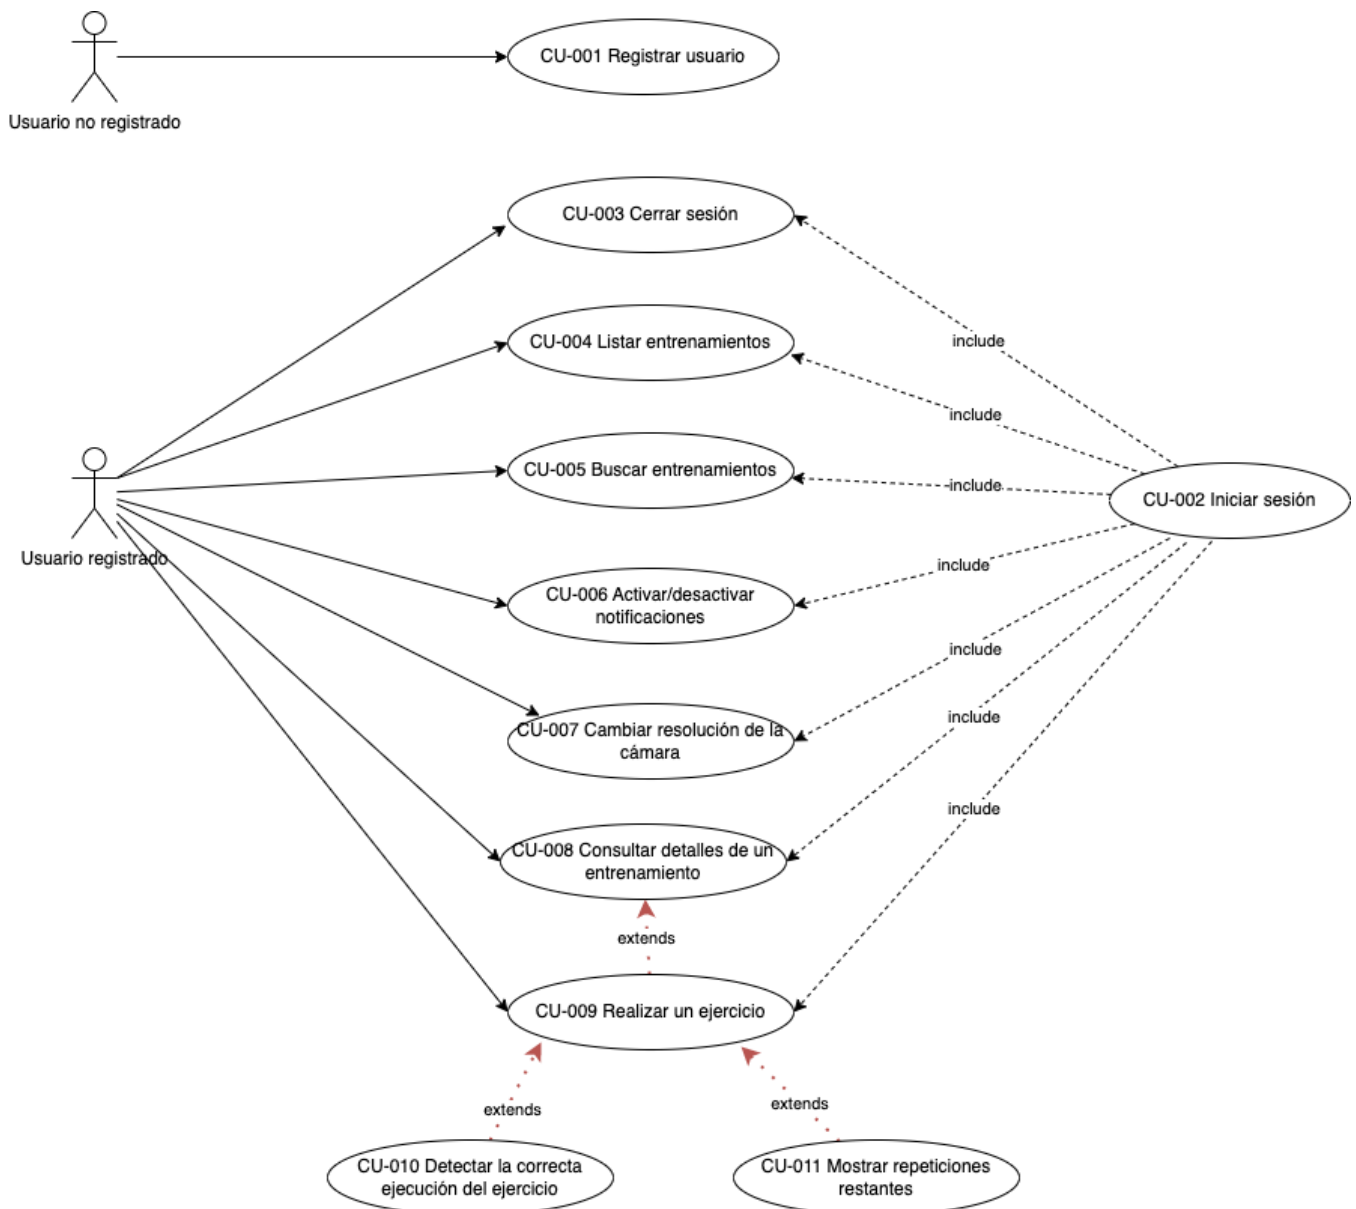 CU-001 Registrar usuario
Usuario no registrado
CU-003 Cerrar sesión
CU-004 Listar entrenamientos
include
include
CU-005 Buscar entrenamientos
include
CU-002 Iniciar sesión
Usuario registrado
include
CU-006 Activar/desactivar
notificaciones
include
CU-007 Cambiar resolución de la
cámara
include
include
CU-008 Consultar detalles de un
entrenamiento
extends
CU-009 Realizar un ejercicio
extends
extends
CU-010 Detectar la correcta
ejecución del ejercicio
CU-011 Mostrar repeticiones
restantes